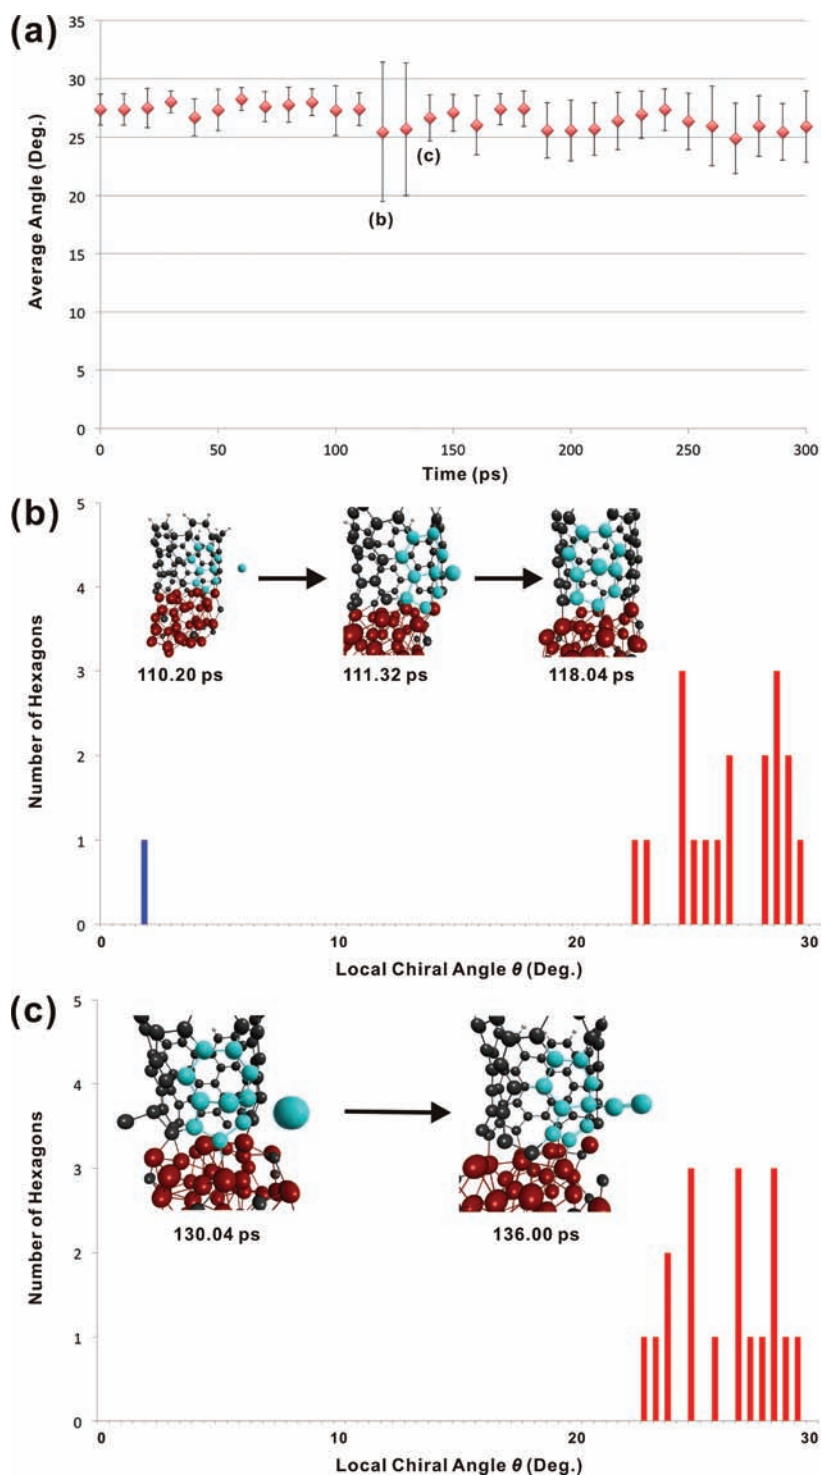 (a)
35
30
25
20
15
10
5
0
Average Angle (Deg.)
(c)
(b)
0 50 100 150 200 250 300
Time (ps)
(b)
5
4
3
2
1
0
Number of Hexagons
110.20 ps 111.32 ps 118.04 ps
0 10 20 30
Local Chiral Angle θ (Deg.)
(c)
5
4
3
2
1
0
Number of Hexagons
130.04 ps 136.00 ps
0 10 20 30
Local Chiral Angle θ (Deg.)